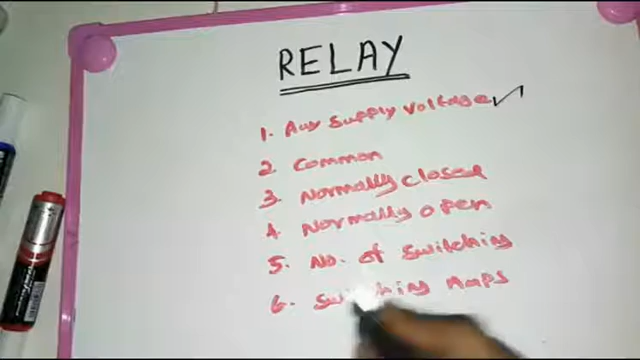 RELAY
1. Aux supply voltage ✓
2 Common
3 Normally closed
4 Normally open
5. No. of switching
6. Switching Amps